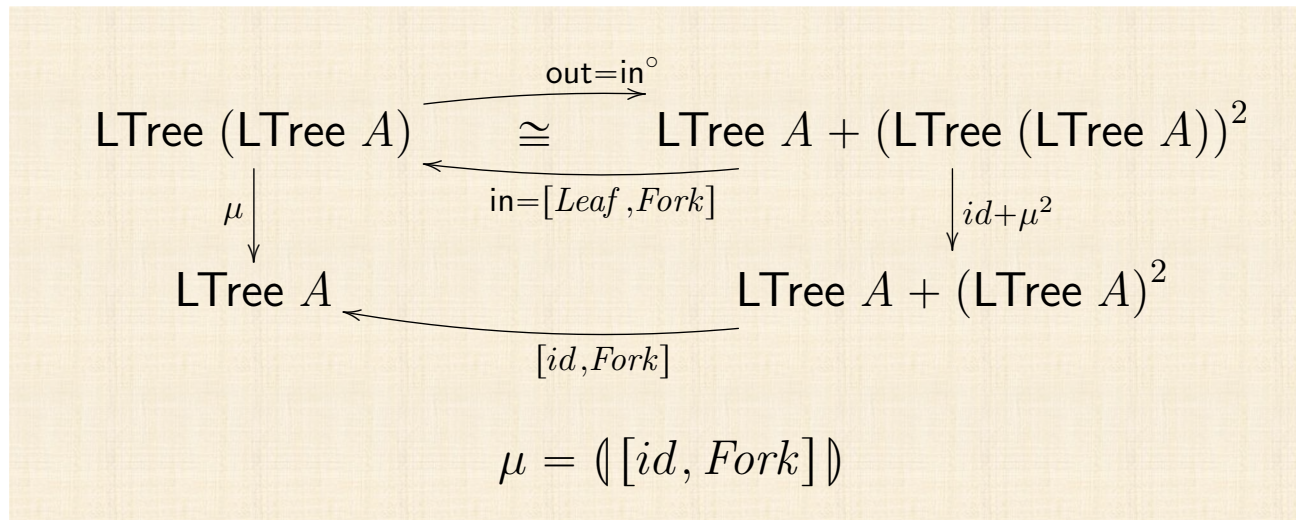 out=in°
LTree (LTree A) ≅ LTree A + (LTree (LTree A))²
in=[Leaf ,Fork]
μ id+μ²
LTree A LTree A + (LTree A)²
[id,Fork]
μ = ⦇[id, Fork]⦈